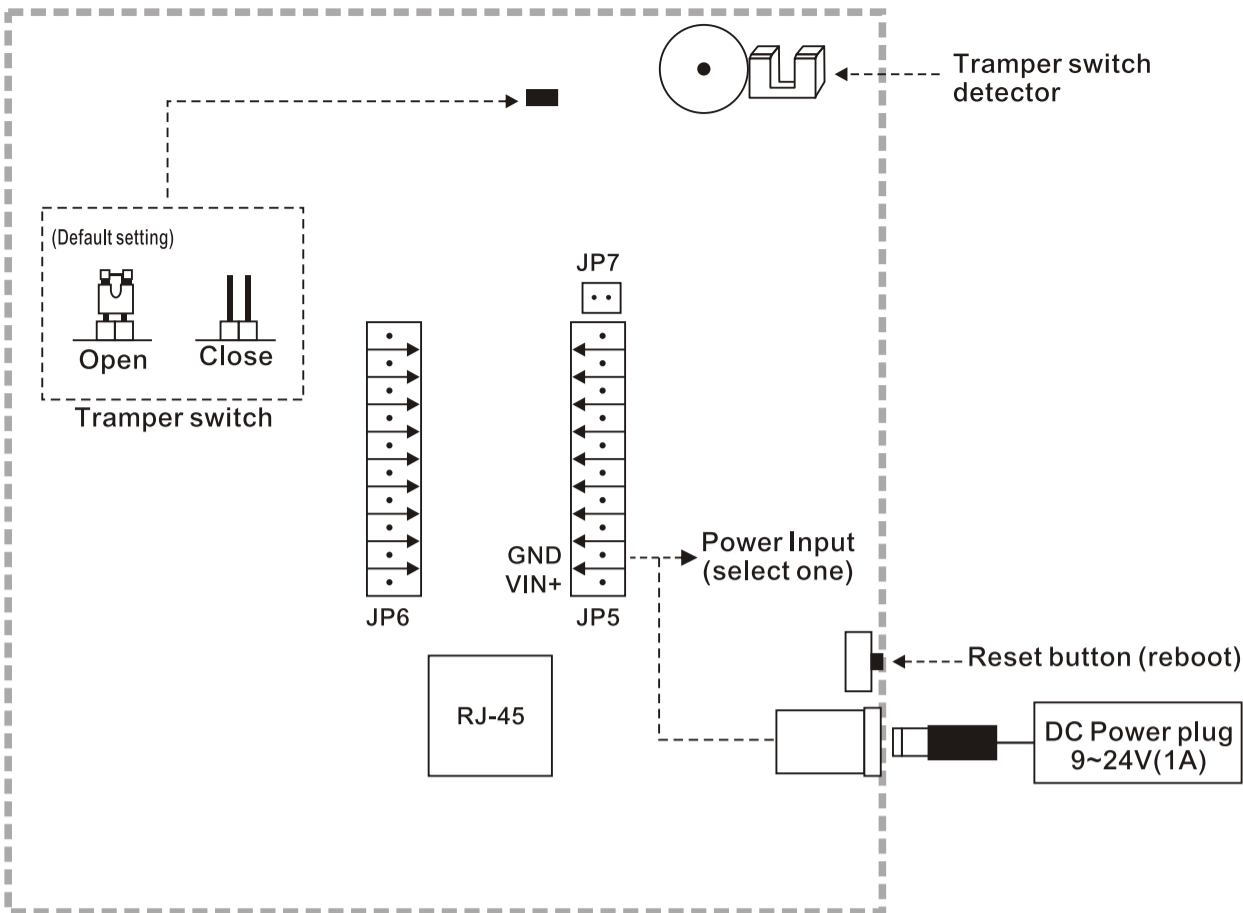 Tramper switch
detector
(Default setting)
Open
Close
Tramper switch
JP7
GND
VIN+
Power Input
(select one)
JP6
JP5
Reset button (reboot)
RJ-45
DC Power plug
9~24V(1A)